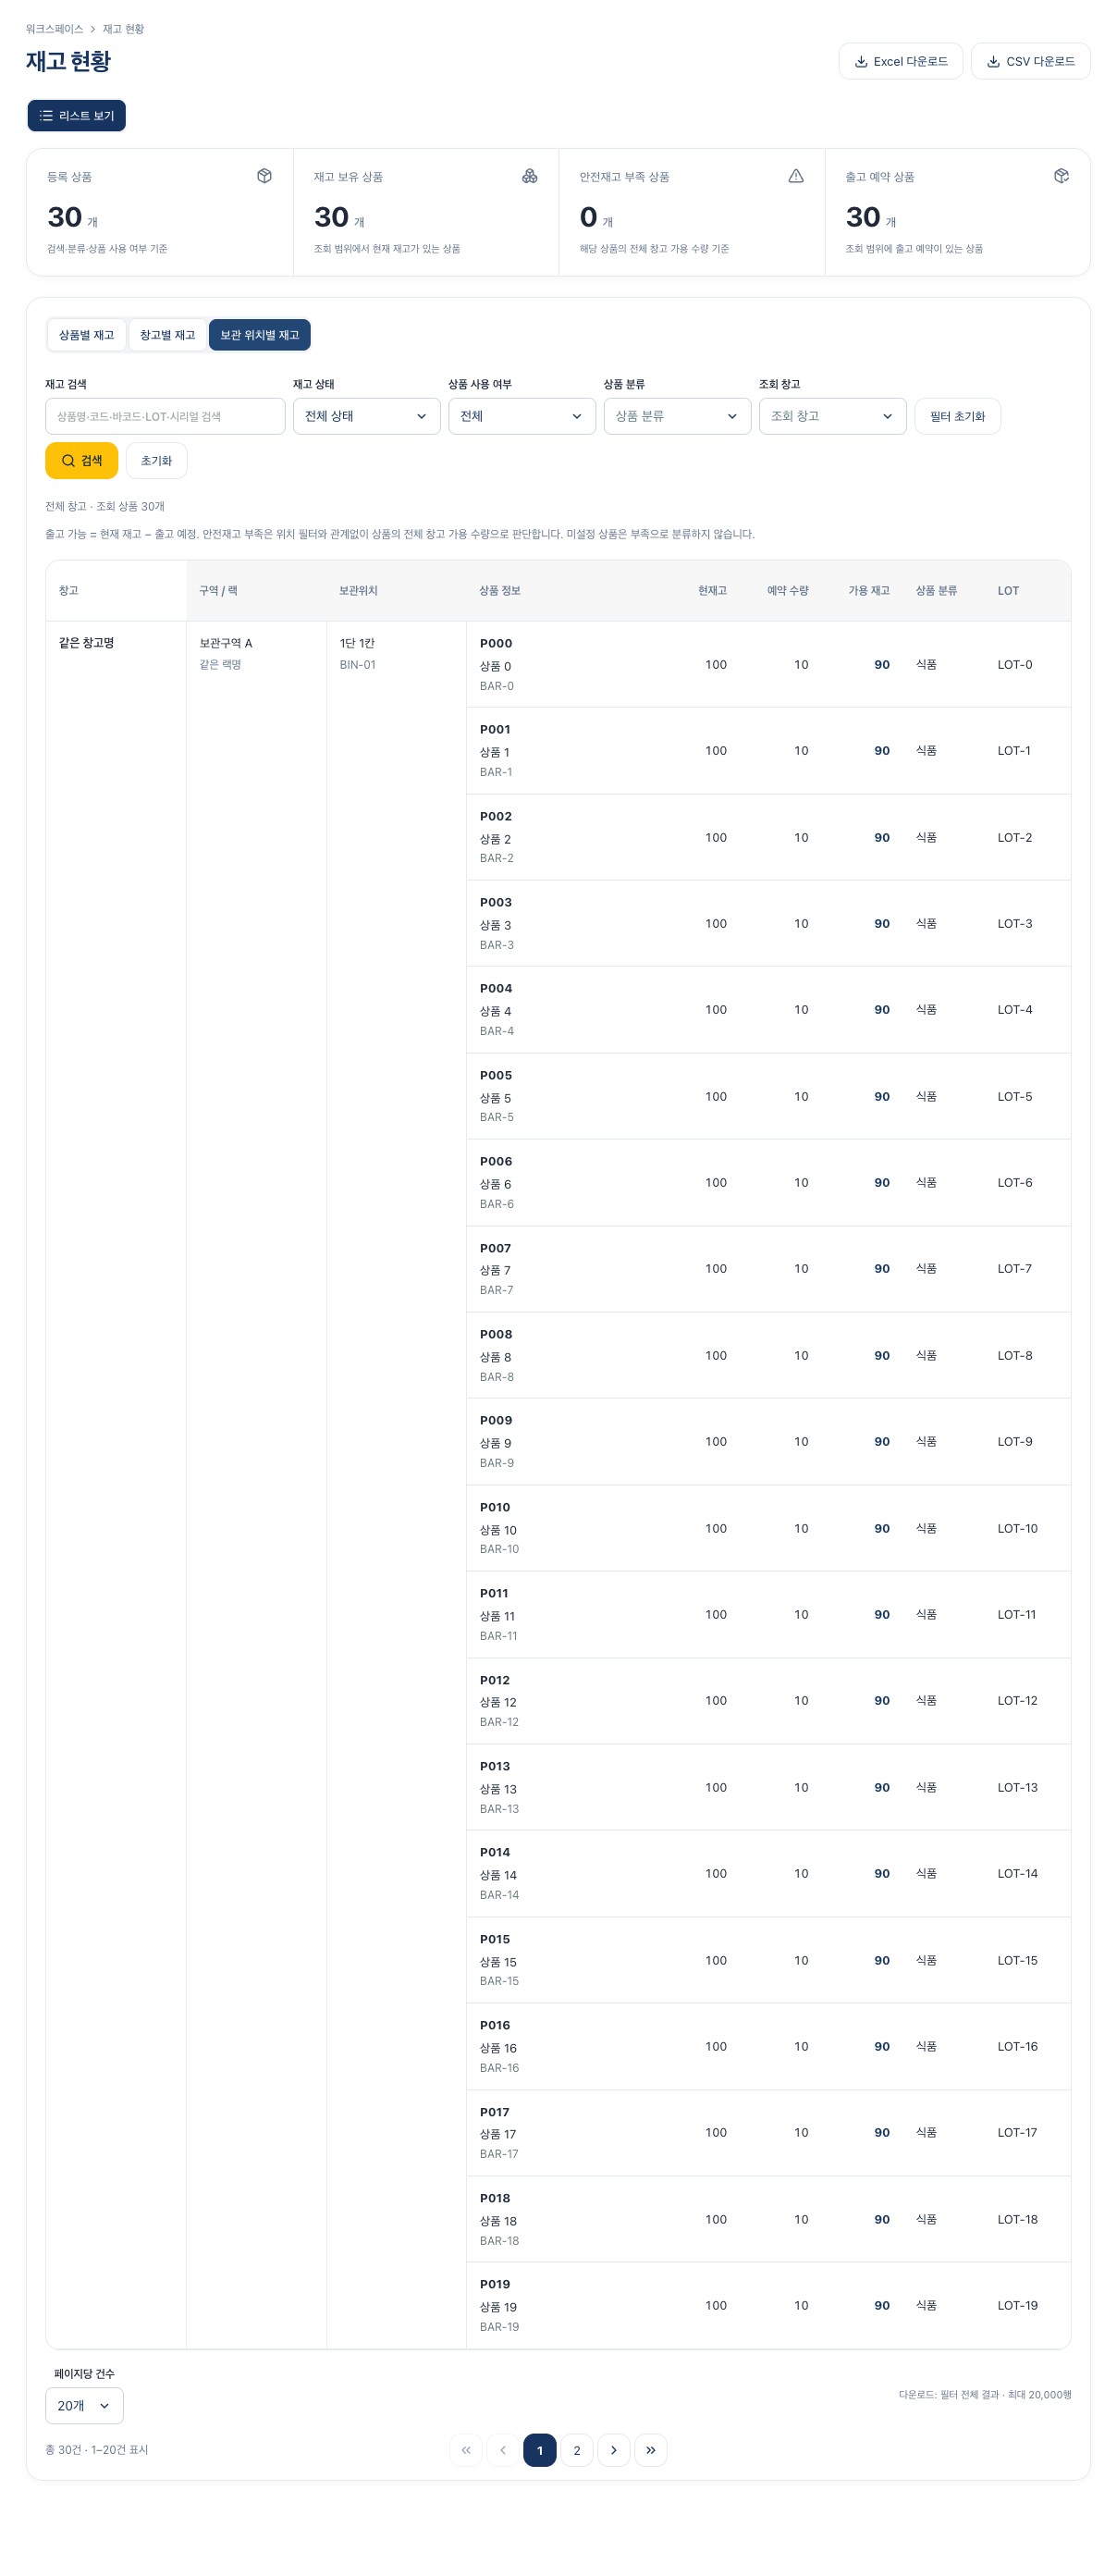 워크스페이스 > 재고 현황
재고 현황
Excel 다운로드
CSV 다운로드
리스트 보기
등록 상품
30 개
검색·분류·상품 사용 여부 기준
재고 보유 상품
30 개
조회 범위에서 현재 재고가 있는 상품
안전재고 부족 상품
0 개
해당 상품의 전체 창고 가용 수량 기준
출고 예약 상품
30 개
조회 범위에 출고 예약이 있는 상품
상품별 재고 창고별 재고 보관 위치별 재고
재고 검색 재고 상태 상품 사용 여부 상품 분류 조회 창고
상품명·코드·바코드·LOT·시리얼 검색 전체 상태 전체 상품 분류 조회 창고 필터 초기화
검색 초기화
전체 창고 · 조회 상품 30개
출고 가능 = 현재 재고 − 출고 예정. 안전재고 부족은 위치 필터와 관계없이 상품의 전체 창고 가용 수량으로 판단합니다. 미설정 상품은 부족으로 분류하지 않습니다.
창고 구역 / 랙 보관위치 상품 정보 현재고 예약 수량 가용 재고 상품 분류 LOT
같은 창고명 보관구역 A 1단 1칸 P000
같은 랙명 BIN-01 상품 0 100 10 90 식품 LOT-0
BAR-0
P001
상품 1 100 10 90 식품 LOT-1
BAR-1
P002
상품 2 100 10 90 식품 LOT-2
BAR-2
P003
상품 3 100 10 90 식품 LOT-3
BAR-3
P004
상품 4 100 10 90 식품 LOT-4
BAR-4
P005
상품 5 100 10 90 식품 LOT-5
BAR-5
P006
상품 6 100 10 90 식품 LOT-6
BAR-6
P007
상품 7 100 10 90 식품 LOT-7
BAR-7
P008
상품 8 100 10 90 식품 LOT-8
BAR-8
P009
상품 9 100 10 90 식품 LOT-9
BAR-9
P010
상품 10 100 10 90 식품 LOT-10
BAR-10
P011
상품 11 100 10 90 식품 LOT-11
BAR-11
P012
상품 12 100 10 90 식품 LOT-12
BAR-12
P013
상품 13 100 10 90 식품 LOT-13
BAR-13
P014
상품 14 100 10 90 식품 LOT-14
BAR-14
P015
상품 15 100 10 90 식품 LOT-15
BAR-15
P016
상품 16 100 10 90 식품 LOT-16
BAR-16
P017
상품 17 100 10 90 식품 LOT-17
BAR-17
P018
상품 18 100 10 90 식품 LOT-18
BAR-18
P019
상품 19 100 10 90 식품 LOT-19
BAR-19
페이지당 건수
20개
다운로드: 필터 전체 결과 · 최대 20,000행
총 30건 · 1–20건 표시
« ‹ 1 2 › »